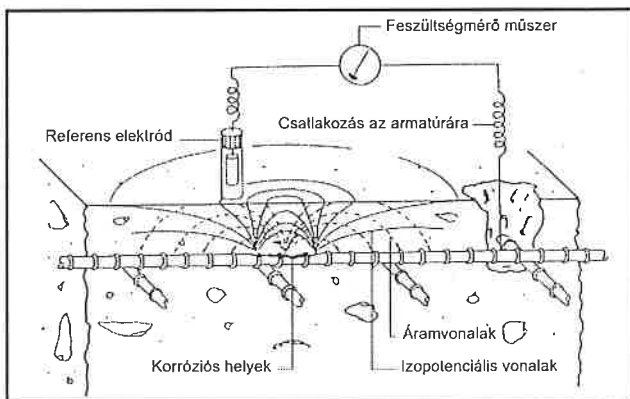 Feszültségmérő műszer
Referens elektród
Csatlakozás az armatúrára
Áramvonalak
Korróziós helyek
Izopotenciális vonalak